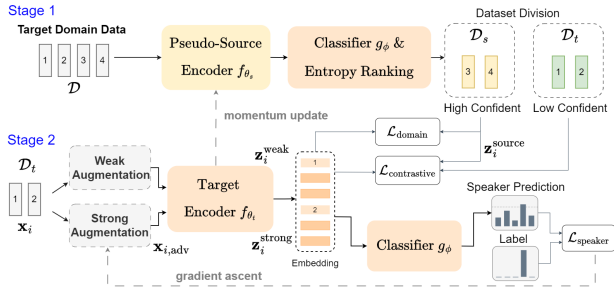 Stage 1
Target Domain Data
1 2 3 4
𝒟
Pseudo-Source
Encoder f_{θ_s}
Classifier g_ϕ &
Entropy Ranking
Dataset Division
𝒟_s
𝒟_t
3 4
1 2
High Confident
Low Confident
momentum update
Stage 2
𝒟_t
1 2
x_i
Weak
Augmentation
Strong
Augmentation
x_{i,adv}
Target
Encoder f_{θ_t}
z_i^{weak}
z_i^{strong}
1
2
Embedding
ℒ_domain
ℒ_contrastive
z_i^{source}
Classifier g_ϕ
Speaker Prediction
Label
ℒ_speaker
gradient ascent